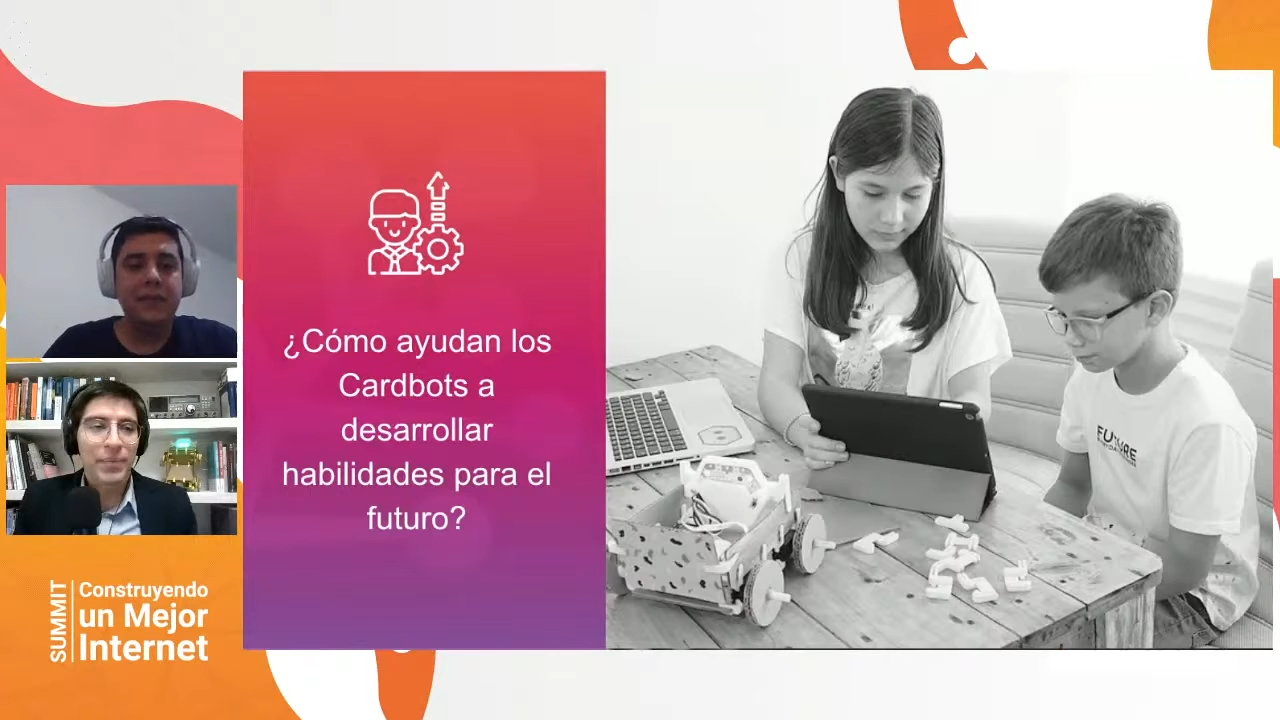 ¿Cómo ayudan los
Cardbots a
desarrollar
habilidades para el
futuro?
FUTURE
SUMMIT
Construyendo
un Mejor
Internet